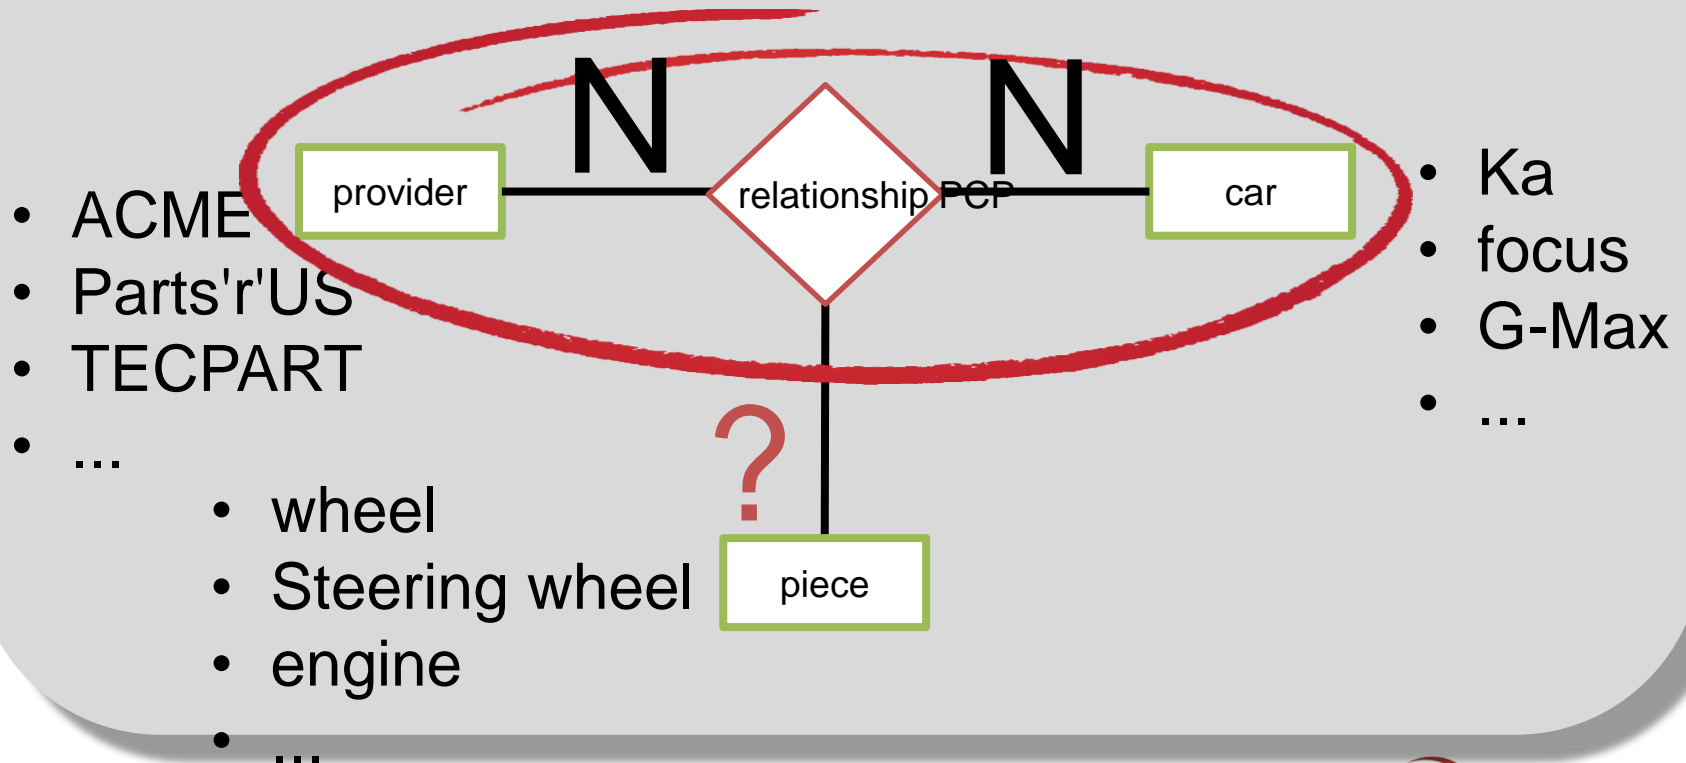 N N
provider
relationship PCP
car
• ACME
• Parts'r'US
• TECPART
• ...
• Ka
• focus
• G-Max
• ...
?
• wheel
• Steering wheel
• engine
• ...
piece